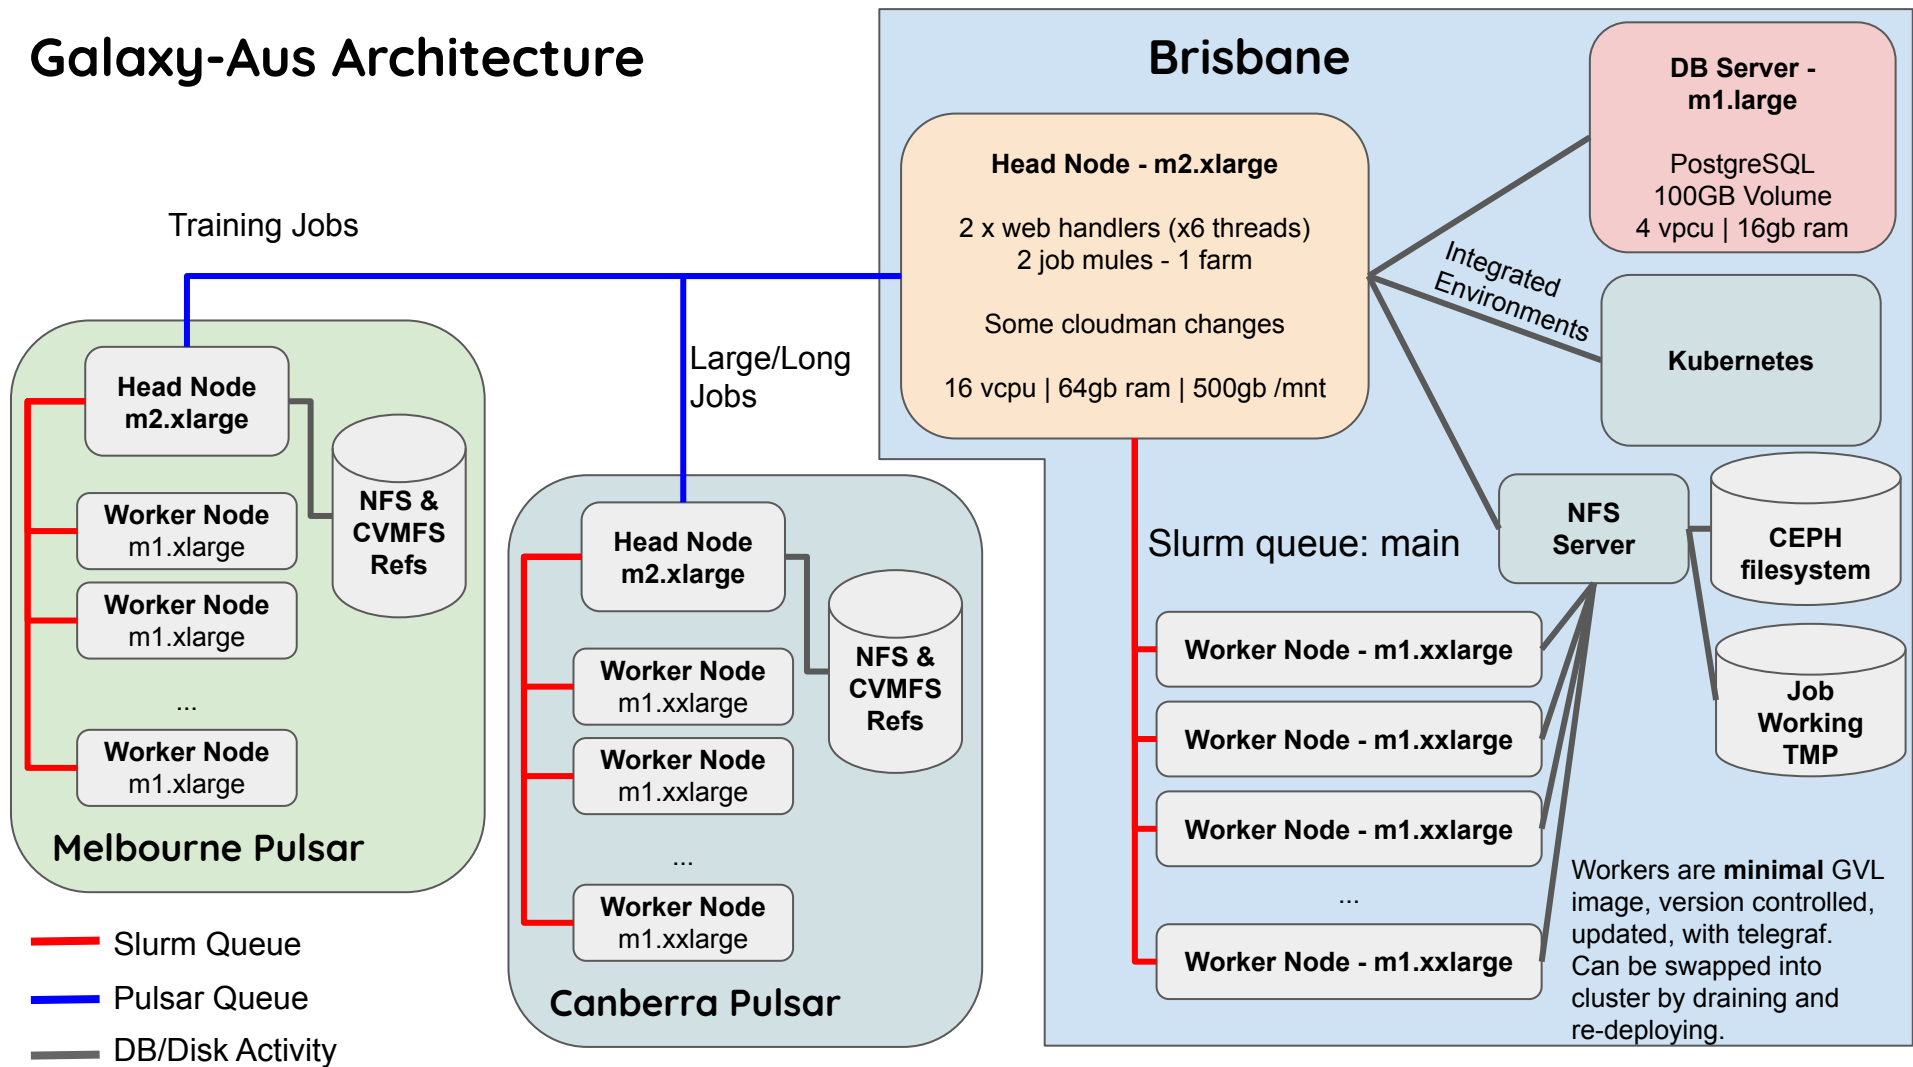 Galaxy-Aus Architecture
Brisbane
DB Server -
m1.large
PostgreSQL
100GB Volume
4 vpcu | 16gb ram
Head Node - m2.xlarge
2 x web handlers (x6 threads)
2 job mules - 1 farm
Some cloudman changes
16 vcpu | 64gb ram | 500gb /mnt
Integrated
Environments
Kubernetes
Training Jobs
Large/Long
Jobs
Head Node
m2.xlarge
NFS &
CVMFS
Refs
Worker Node
m1.xlarge
Worker Node
m1.xlarge
...
Worker Node
m1.xlarge
Melbourne Pulsar
Head Node
m2.xlarge
NFS &
CVMFS
Refs
Worker Node
m1.xxlarge
Worker Node
m1.xxlarge
...
Worker Node
m1.xxlarge
Canberra Pulsar
Slurm queue: main
NFS
Server
CEPH
filesystem
Job
Working
TMP
Worker Node - m1.xxlarge
Worker Node - m1.xxlarge
Worker Node - m1.xxlarge
...
Worker Node - m1.xxlarge
Workers are minimal GVL
image, version controlled,
updated, with telegraf.
Can be swapped into
cluster by draining and
re-deploying.
Slurm Queue
Pulsar Queue
DB/Disk Activity